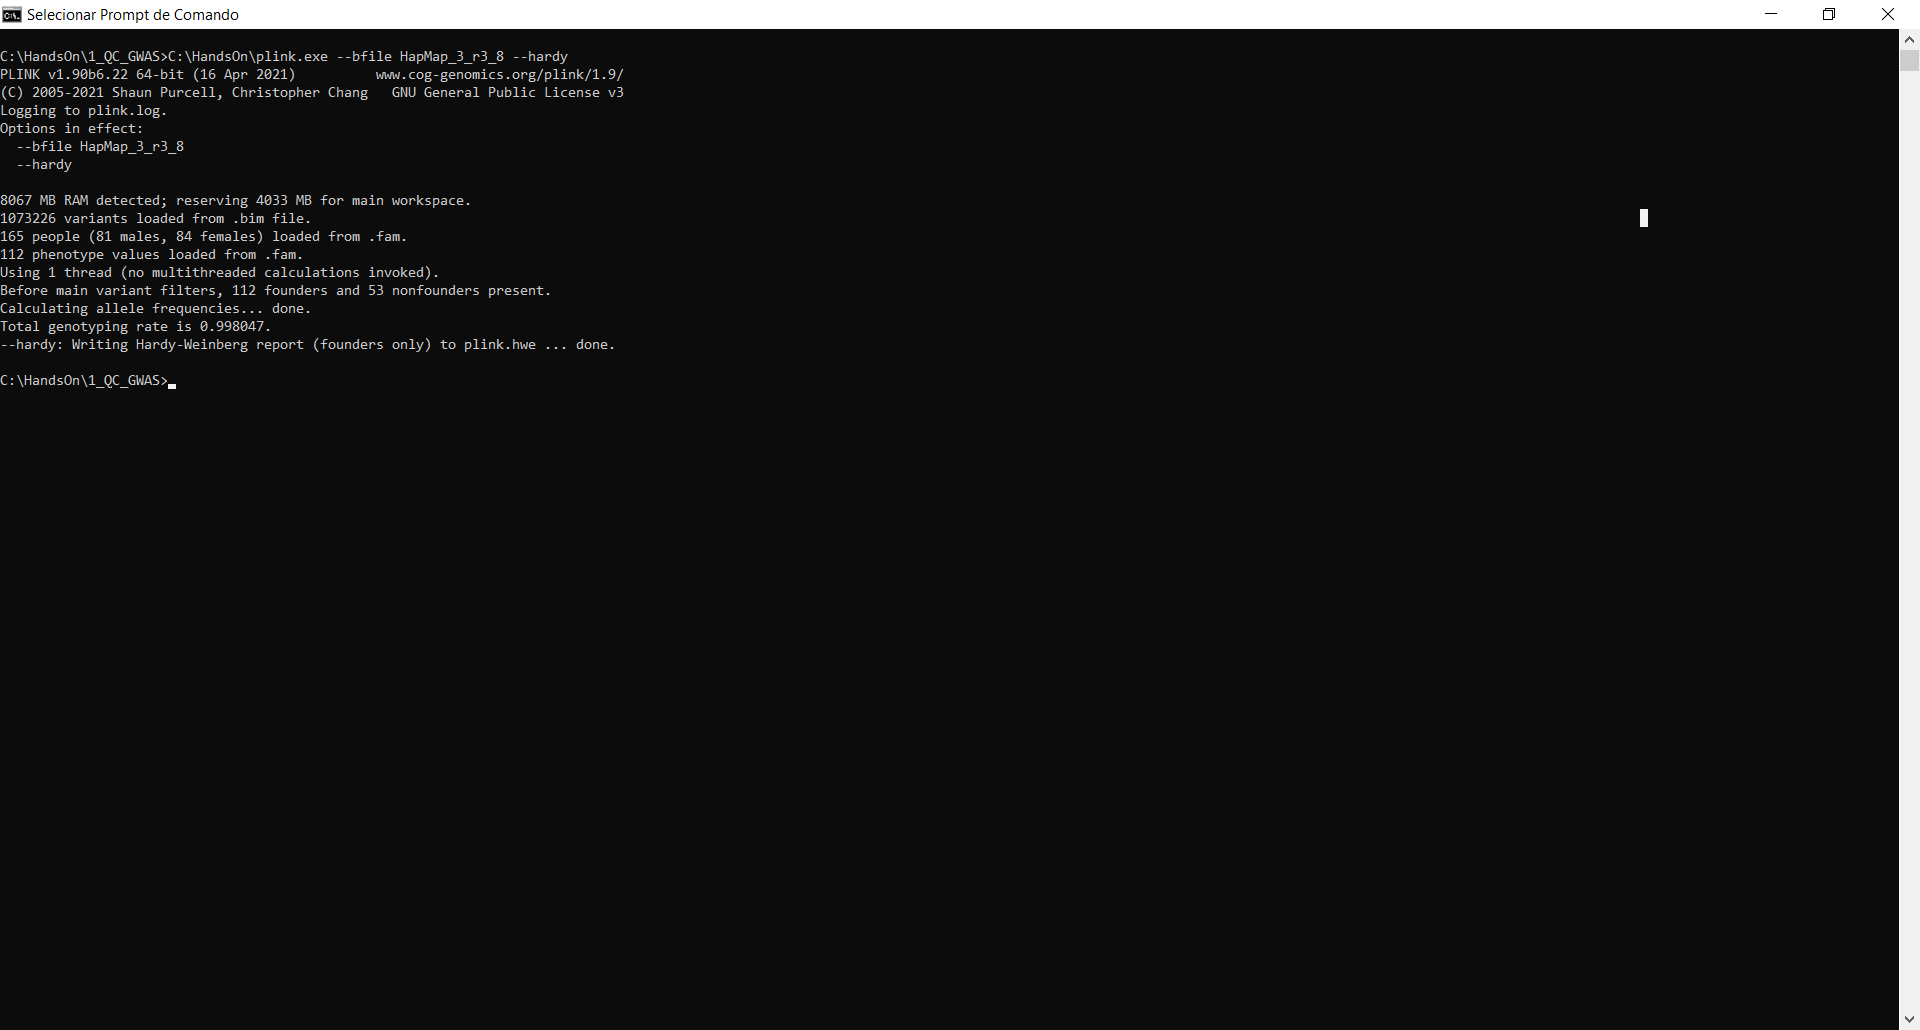 Selecionar Prompt de Comando
C:\HandsOn\1_QC_GWAS>C:\HandsOn\plink.exe --bfile HapMap_3_r3_8 --hardy
PLINK v1.90b6.22 64-bit (16 Apr 2021)          www.cog-genomics.org/plink/1.9/
(C) 2005-2021 Shaun Purcell, Christopher Chang   GNU General Public License v3
Logging to plink.log.
Options in effect:
  --bfile HapMap_3_r3_8
  --hardy
8067 MB RAM detected; reserving 4033 MB for main workspace.
1073226 variants loaded from .bim file.
165 people (81 males, 84 females) loaded from .fam.
112 phenotype values loaded from .fam.
Using 1 thread (no multithreaded calculations invoked).
Before main variant filters, 112 founders and 53 nonfounders present.
Calculating allele frequencies... done.
Total genotyping rate is 0.998047.
--hardy: Writing Hardy-Weinberg report (founders only) to plink.hwe ... done.
C:\HandsOn\1_QC_GWAS>